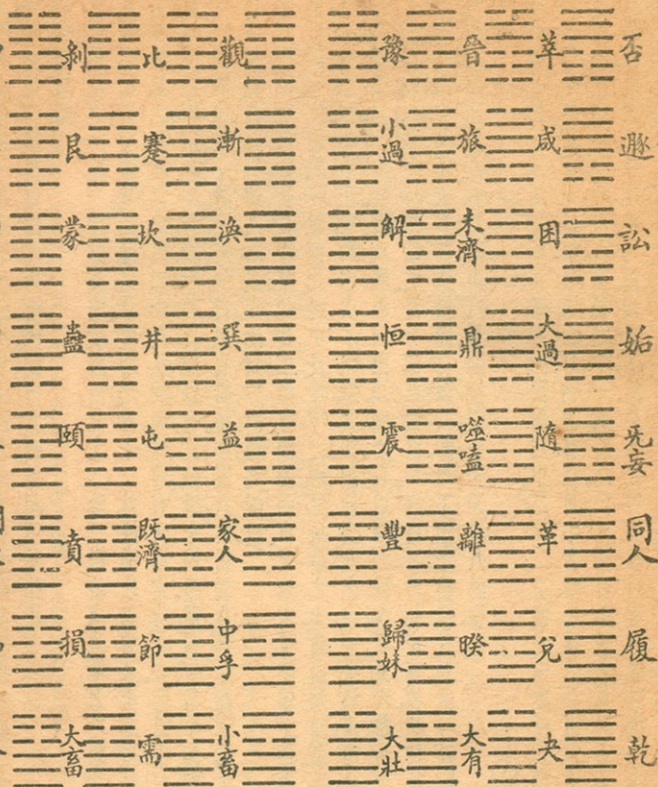 否 遯 訟 姤 旡妄 同人 履 乾
萃 咸 困 大過 隨 革 兌 夬
晉 旅 未濟 鼎 噬嗑 離 睽 大有
豫 小過 解 恒 震 豐 歸妹 大壯
觀 漸 渙 巽 益 家人 中孚 小畜
比 蹇 坎 井 屯 既濟 節 需
剝 艮 蒙 蠱 頤 賁 損 大畜